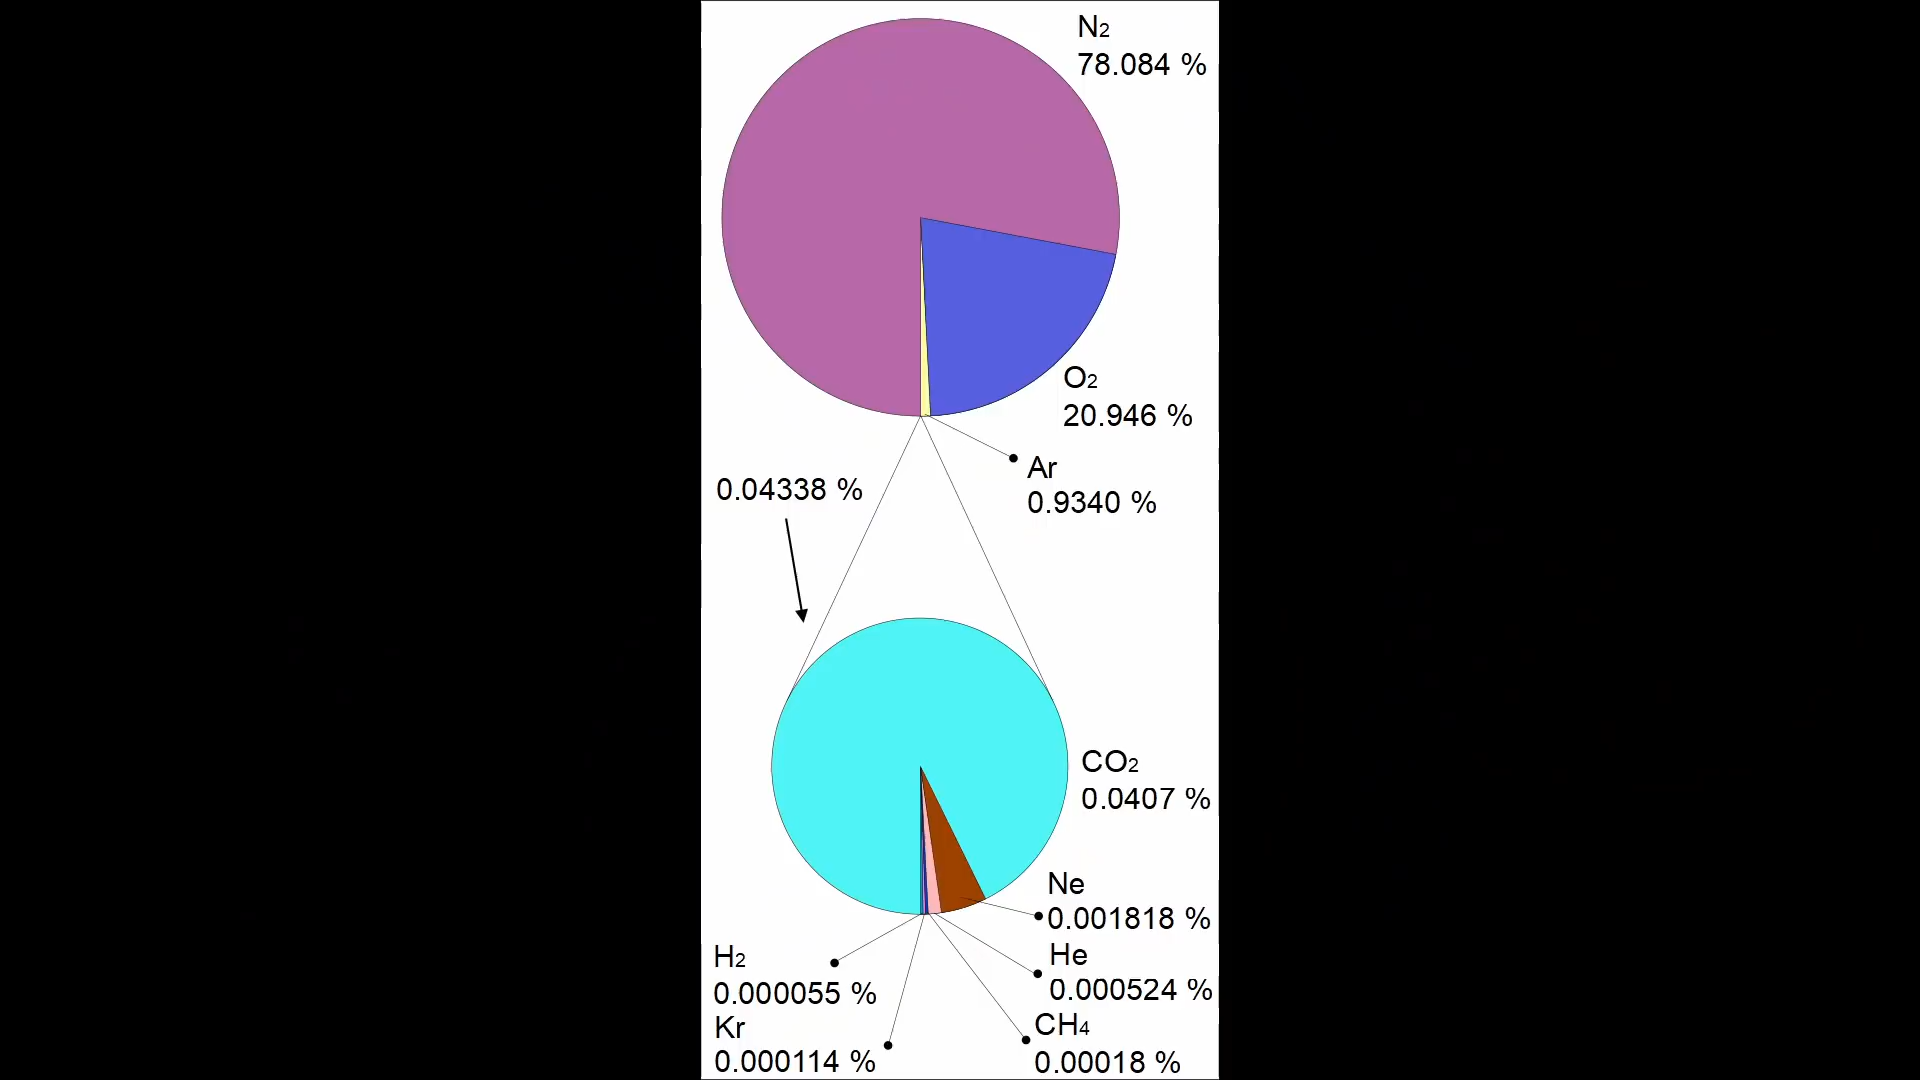 N2
78.084 %
O2
20.946 %
Ar
0.9340 %
0.04338 %
CO2
0.0407 %
Ne
0.001818 %
He
0.000524 %
CH4
0.00018 %
H2
0.000055 %
Kr
0.000114 %